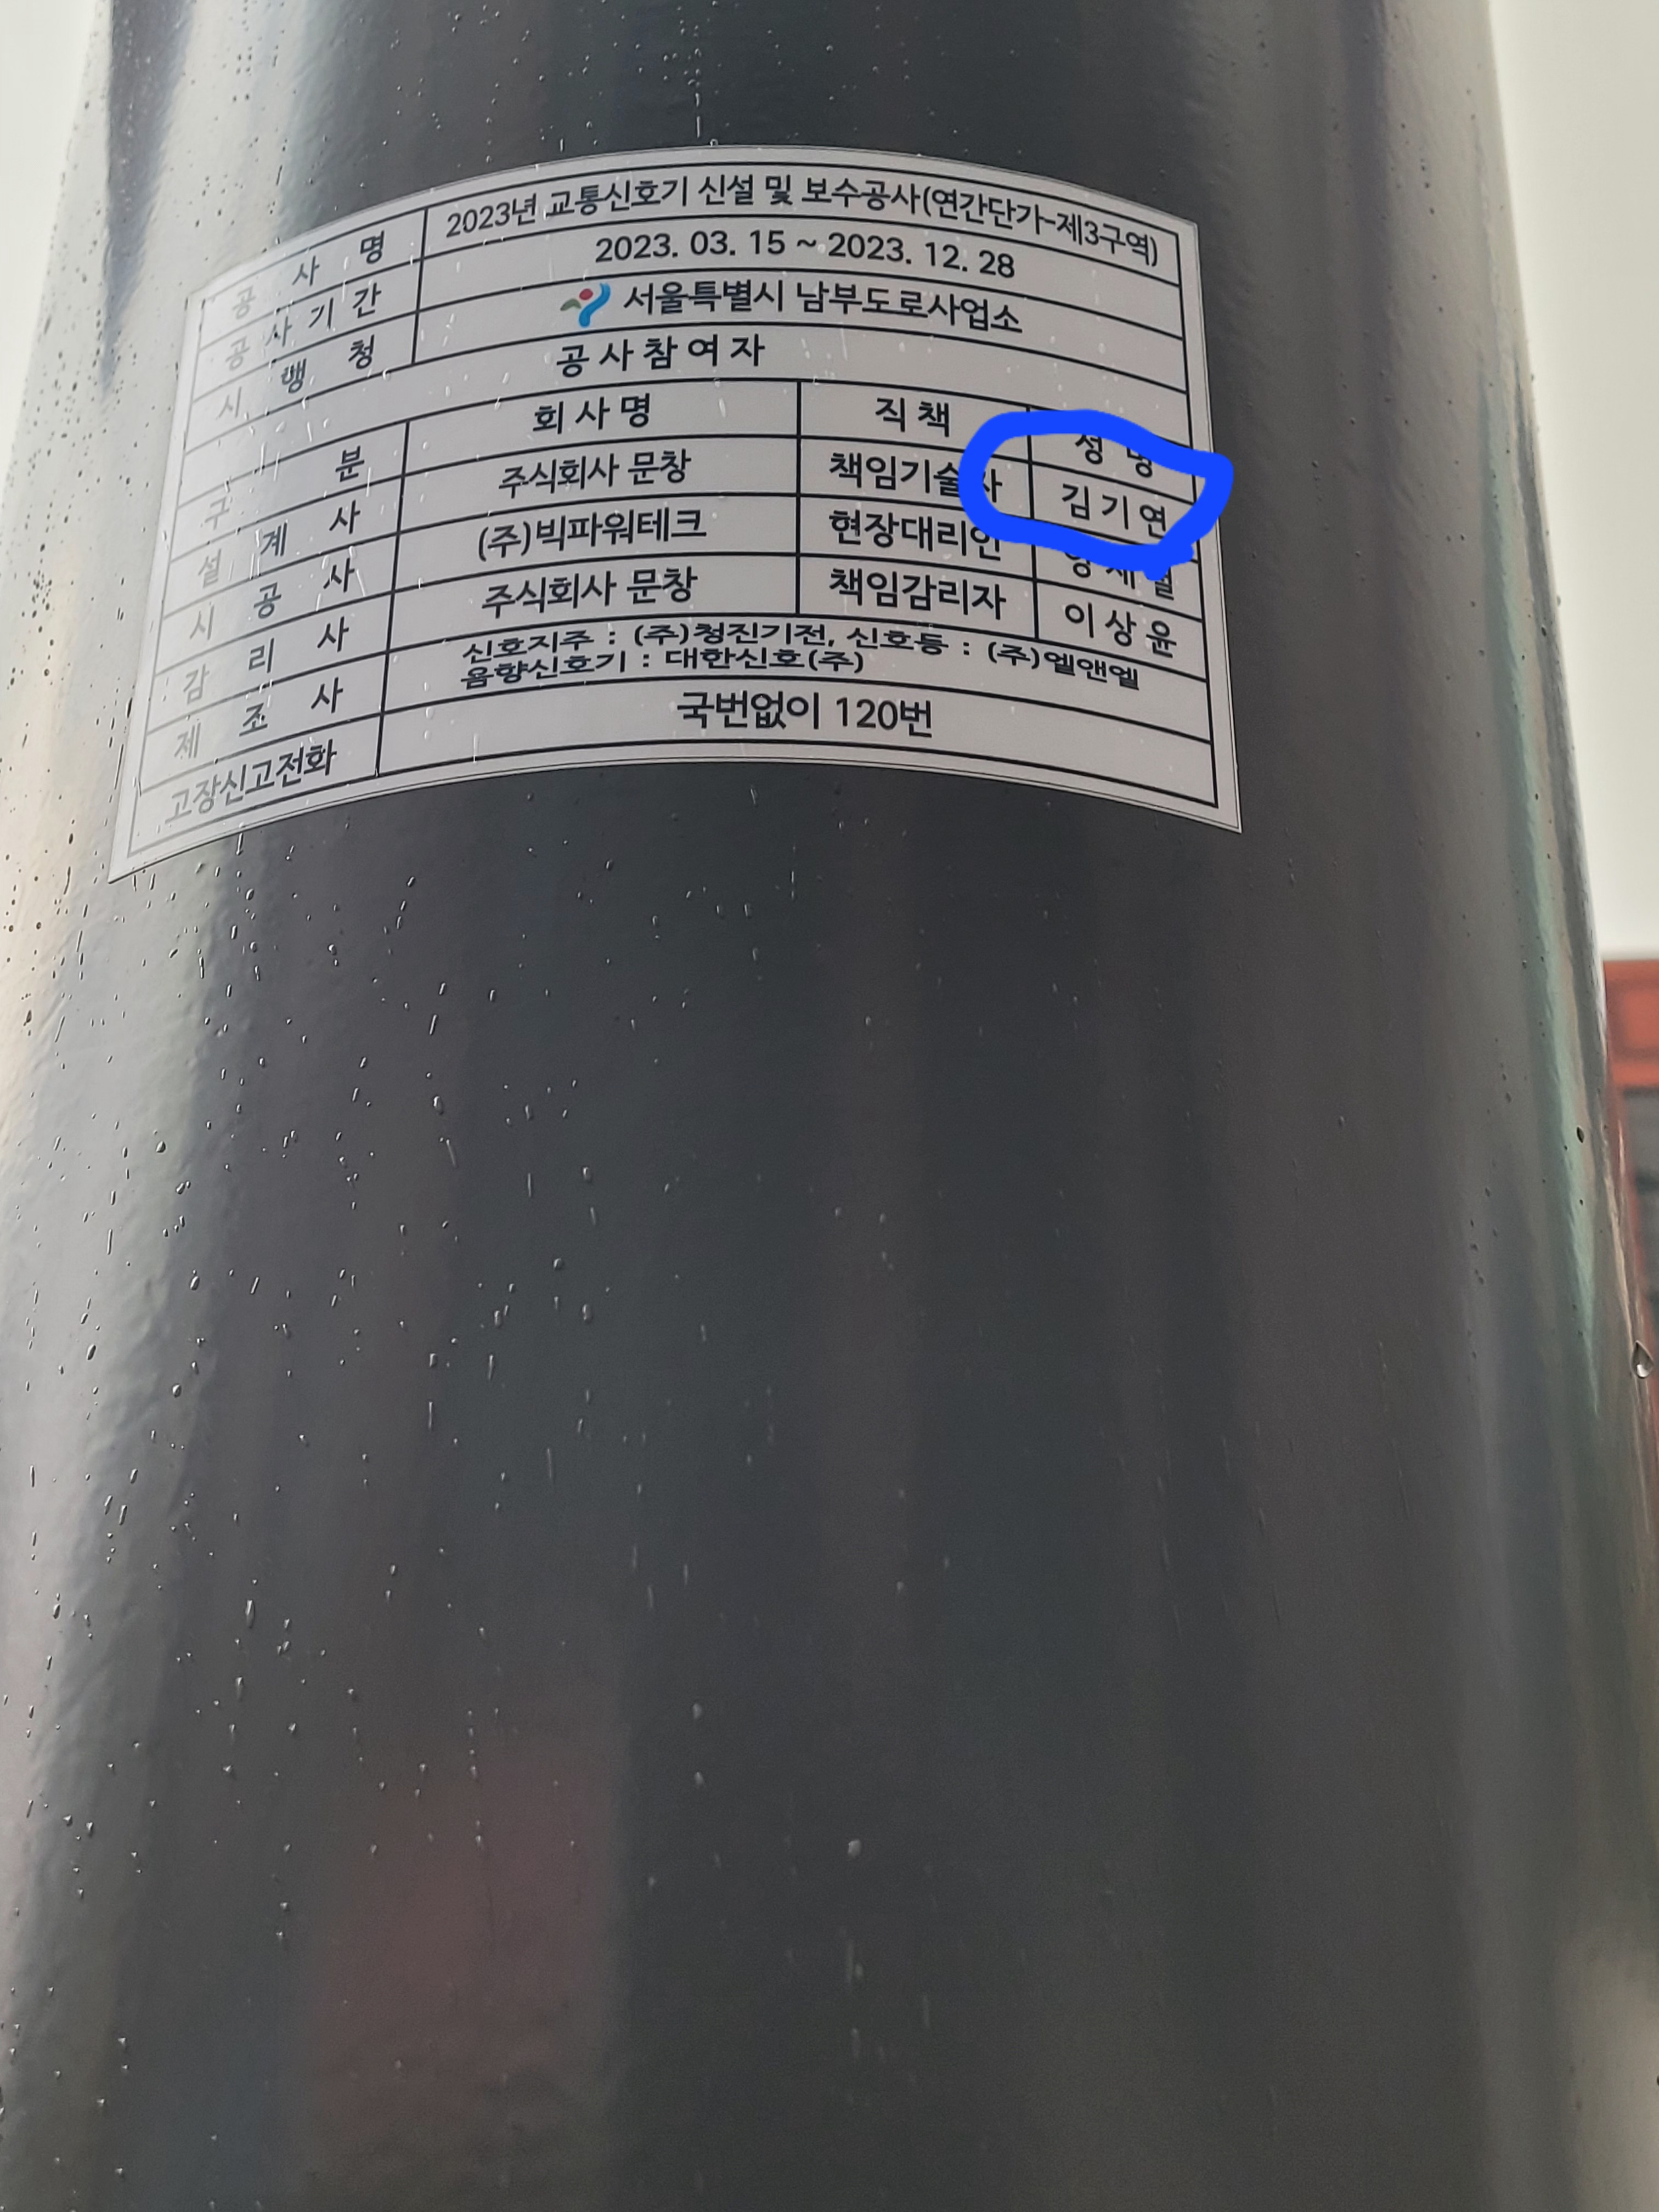 공사명 2023년 교통신호기 신설 및 보수공사(연간단가-제3구역)
공사기간 2023. 03. 15 ~ 2023. 12. 28
시행청 서울특별시 남부도로사업소
공사참여자
구분 회사명 직책 성명
설계사 주식회사 문창 책임기술자 김기연
시공사 (주)빅파워테크 현장대리인
감리사 주식회사 문창 책임감리자 이상윤
제조사 신호지주 : (주)청진기전, 신호등 : (주)엘앤엘
음향신호기 : 대한신호(주)
고장신고전화 국번없이 120번